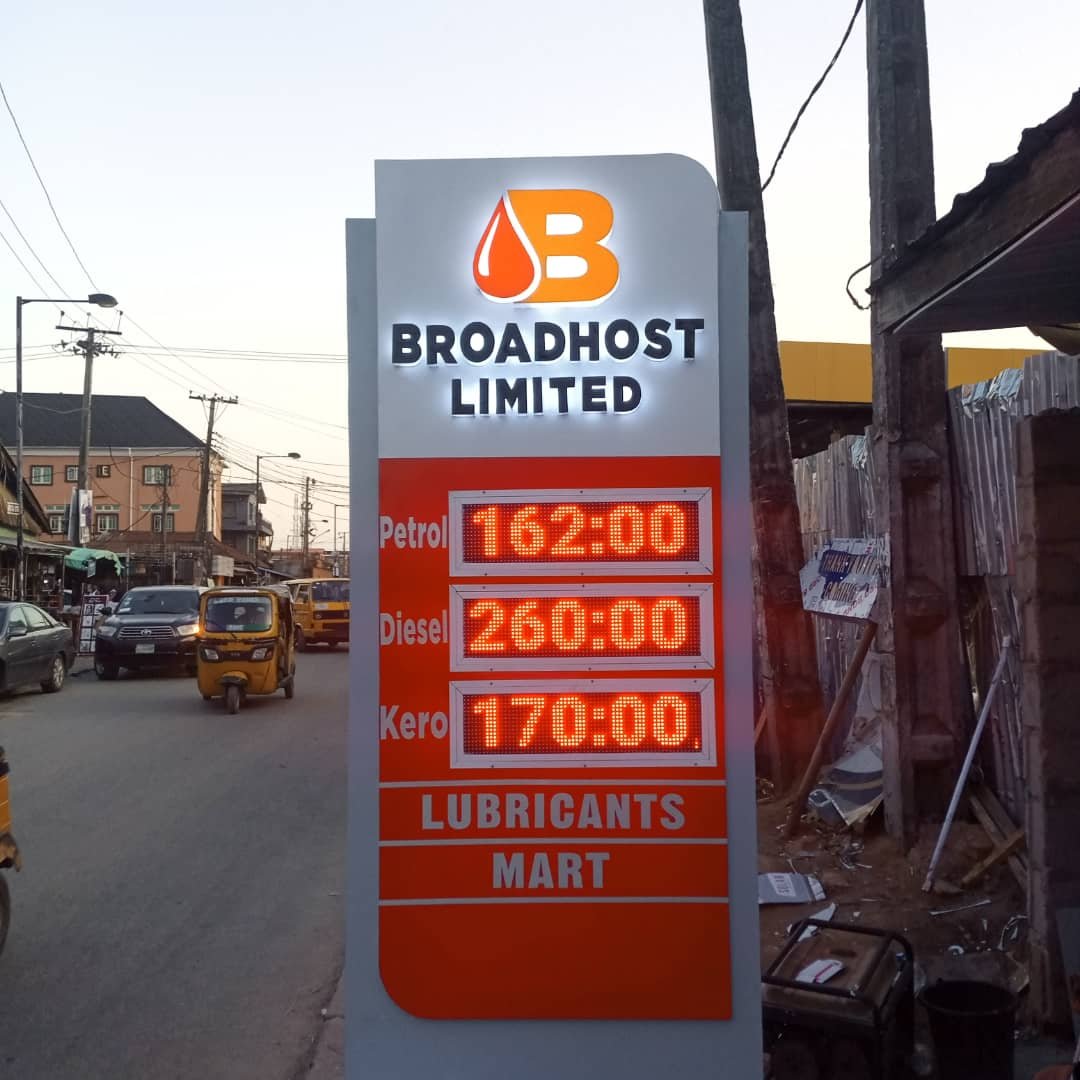 B
BROADHOST
LIMITED
Petrol 162:00
Diesel 260:00
Kero 170:00
LUBRICANTS
MART